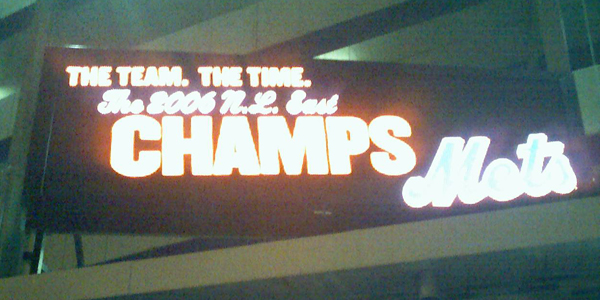 THE TEAM. THE TIME.
The 2006 N.L. East
CHAMPS
Mets